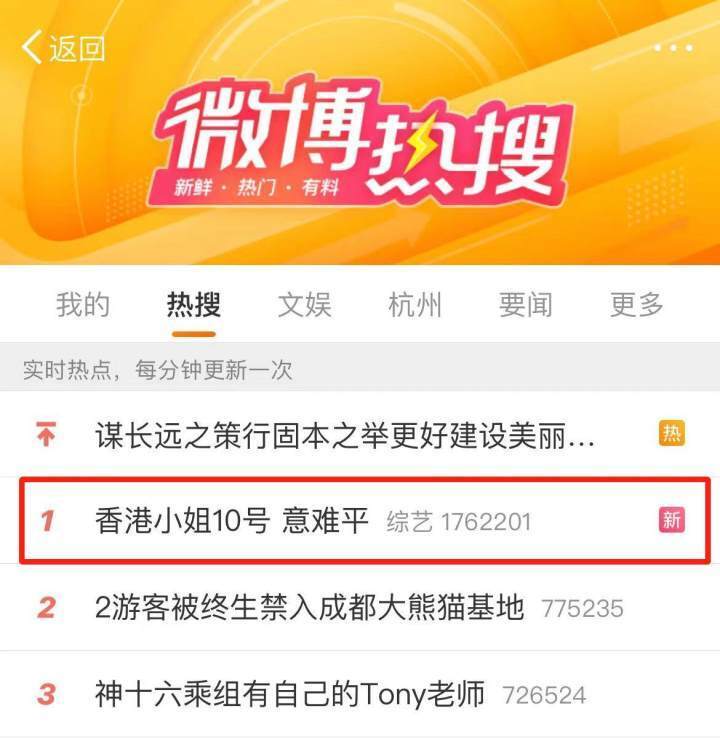 返回
微博热搜
新鲜·热门·有料
我的 热搜 文娱 杭州 要闻 更多
实时热点，每分钟更新一次
谋长远之策行固本之举更好建设美丽... 热
1 香港小姐10号 意难平 综艺 1762201 新
2 2游客被终生禁入成都大熊猫基地 775235
3 神十六乘组有自己的Tony老师 726524